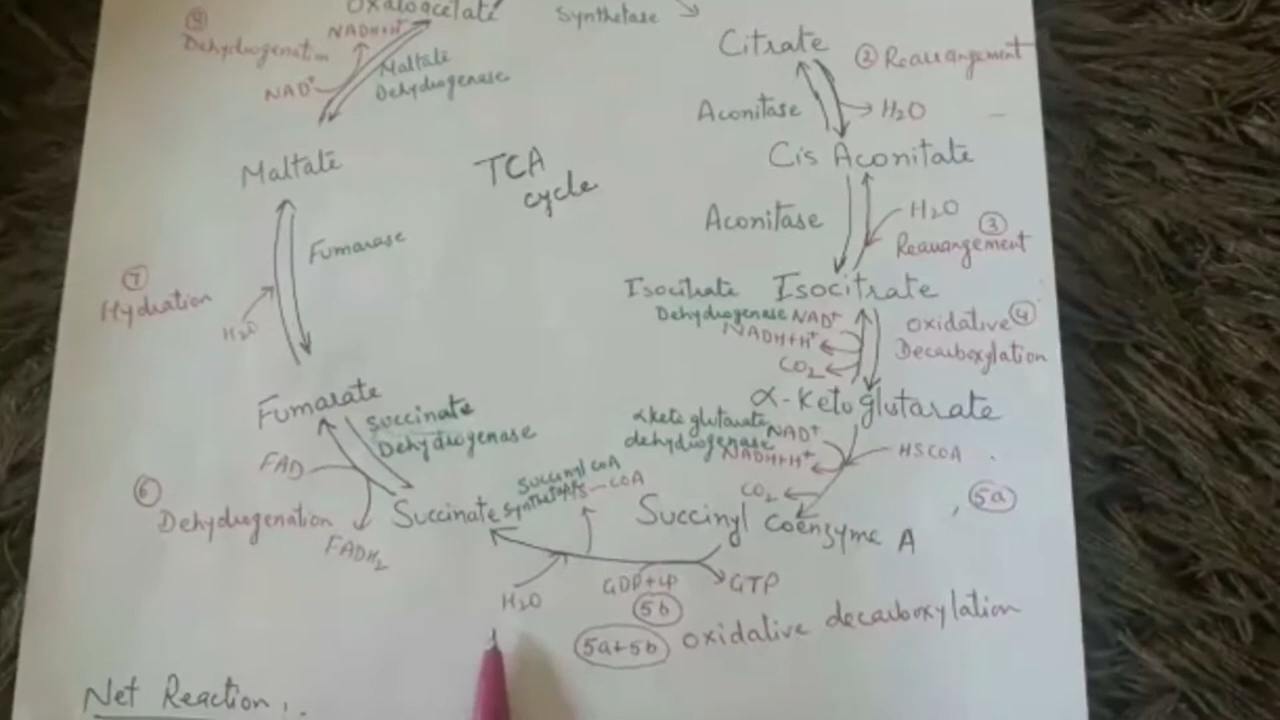 Oxaloacetate
Synthetase
⑧
Dehydrogenation
NADH+H⁺
NAD⁺
Maltate
Dehydrogenase
Citrate
② Rearrangement
Aconitase
H₂O
Cis Aconitate
Maltate
TCA
cycle
Aconitase
H₂O
③
Rearrangement
Fumarase
⑦
Hydration
H₂O
Isocitrate Isocitrate
Dehydrogenase NAD⁺
NADH+H⁺
CO₂
oxidative ④
Decarboxylation
Fumarate
succinate
Dehydrogenase
α-Keto glutarate
αketo glutarate
dehydrogenase
NAD⁺
NADH+H⁺
HSCOA
CO₂
5a
FAD
⑥
Dehydrogenation
FADH₂
Succinate
Succinyl CoA
COA
Succinyl coenzyme A
H₂O
GDP+ip
GTP
5b
5a+5b oxidative decarboxylation
Net Reaction: